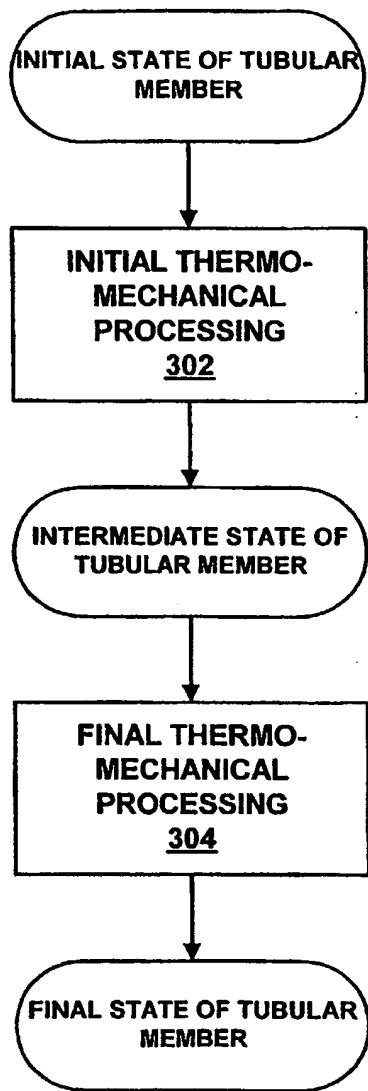 INITIAL STATE OF TUBULAR
MEMBER
INITIAL THERMO-
MECHANICAL
PROCESSING
302
INTERMEDIATE STATE OF
TUBULAR MEMBER
FINAL THERMO-
MECHANICAL
PROCESSING
304
FINAL STATE OF TUBULAR
MEMBER